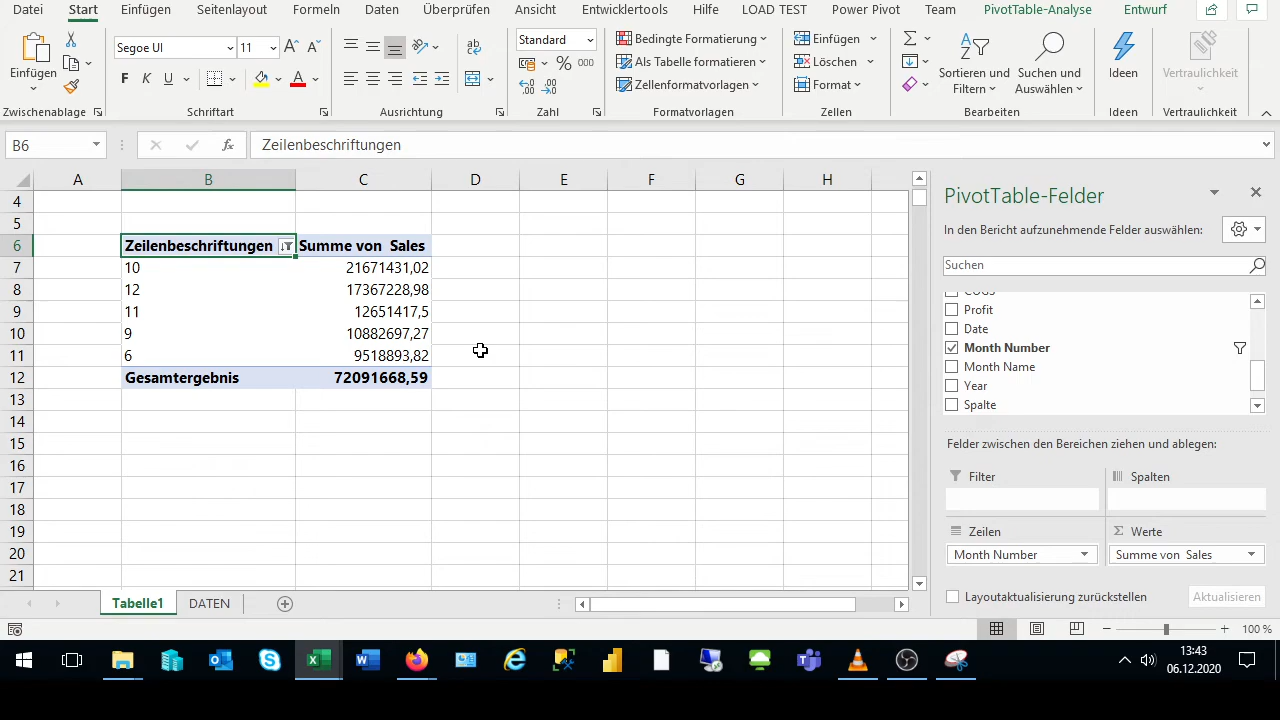 Datei Start Einfügen Seitenlayout Formeln Daten Überprüfen Ansicht Entwicklertools Hilfe LOAD TEST Power Pivot Team PivotTable-Analyse Entwurf
Einfügen
Segoe UI 11 A A
F K U A
ab
Standard
% 000
Bedingte Formatierung
Als Tabelle formatieren
Zellenformatvorlagen
Einfügen
Löschen
Format
Sortieren und Filtern
Suchen und Auswählen
Ideen
Vertraulichkeit
Zwischenablage Schriftart Ausrichtung Zahl Formatvorlagen Zellen Bearbeiten Ideen Vertraulichkeit
B6 fx Zeilenbeschriftungen
A B C D E F G H
4
5
6 Zeilenbeschriftungen Summe von  Sales
7 10 21671431,02
8 12 17367228,98
9 11 12651417,5
10 9 10882697,27
11 6 9518893,82
12 Gesamtergebnis 72091668,59
13
14
15
16
17
18
19
20
21
PivotTable-Felder
In den Bericht aufzunehmende Felder auswählen:
Suchen
COGS
Profit
Date
Month Number
Month Name
Year
Spalte
Felder zwischen den Bereichen ziehen und ablegen:
Filter Spalten
Zeilen Σ Werte
Month Number Summe von  Sales
Layoutaktualisierung zurückstellen Aktualisieren
Tabelle1 DATEN
100 %
13:43
06.12.2020